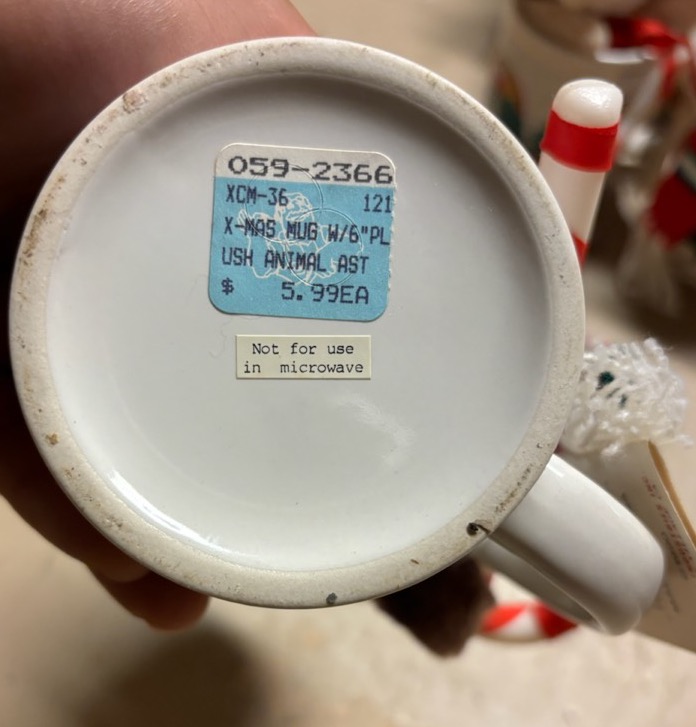 059-2366
XCM-36 121
X-MAS MUG W/6"PL
USH ANIMAL AST
$ 5.99EA
Not for use
in microwave